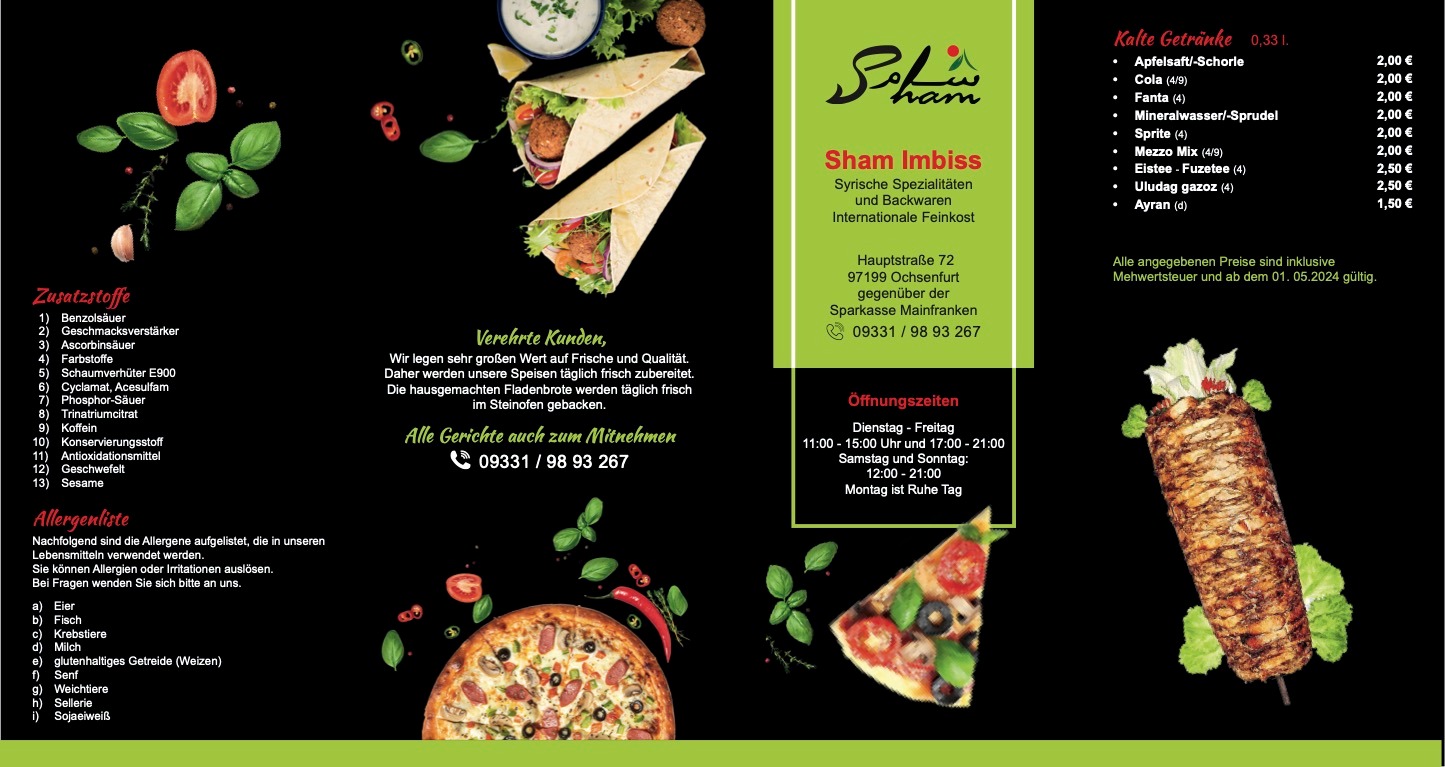 Zusatzstoffe
1) Benzolsäuer
2) Geschmacksverstärker
3) Ascorbinsäuer
4) Farbstoffe
5) Schaumverhüter E900
6) Cyclamat, Acesulfam
7) Phosphor-Säuer
8) Trinatriumcitrat
9) Koffein
10) Konservierungsstoff
11) Antioxidationsmittel
12) Geschwefelt
13) Sesame
Allergenliste
Nachfolgend sind die Allergene aufgelistet, die in unseren
Lebensmitteln verwendet werden.
Sie können Allergien oder Irritationen auslösen.
Bei Fragen wenden Sie sich bitte an uns.
a) Eier
b) Fisch
c) Krebstiere
d) Milch
e) glutenhaltiges Getreide (Weizen)
f) Senf
g) Weichtiere
h) Sellerie
i) Sojaeiweiß
Verehrte Kunden,
Wir legen sehr großen Wert auf Frische und Qualität.
Daher werden unsere Speisen täglich frisch zubereitet.
Die hausgemachten Fladenbrote werden täglich frisch
im Steinofen gebacken.
Alle Gerichte auch zum Mitnehmen
09331 / 98 93 267
Sham
Sham Imbiss
Syrische Spezialitäten
und Backwaren
Internationale Feinkost
Hauptstraße 72
97199 Ochsenfurt
gegenüber der
Sparkasse Mainfranken
09331 / 98 93 267
Öffnungszeiten
Dienstag - Freitag
11:00 - 15:00 Uhr und 17:00 - 21:00
Samstag und Sonntag:
12:00 - 21:00
Montag ist Ruhe Tag
Kalte Getränke 0,33 l.
• Apfelsaft/-Schorle 2,00 €
• Cola (4/9) 2,00 €
• Fanta (4) 2,00 €
• Mineralwasser/-Sprudel 2,00 €
• Sprite (4) 2,00 €
• Mezzo Mix (4/9) 2,00 €
• Eistee - Fuzetee (4) 2,50 €
• Uludag gazoz (4) 2,50 €
• Ayran (d) 1,50 €
Alle angegebenen Preise sind inklusive
Mehwertsteuer und ab dem 01. 05.2024 gültig.